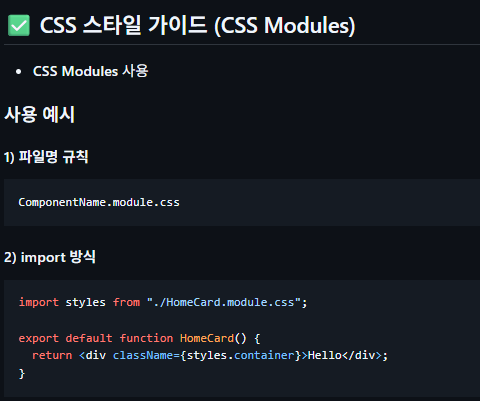 ✅ CSS 스타일 가이드 (CSS Modules)
• CSS Modules 사용
사용 예시
1) 파일명 규칙
ComponentName.module.css
2) import 방식
import styles from "./HomeCard.module.css";
export default function HomeCard() {
  return <div className={styles.container}>Hello</div>;
}